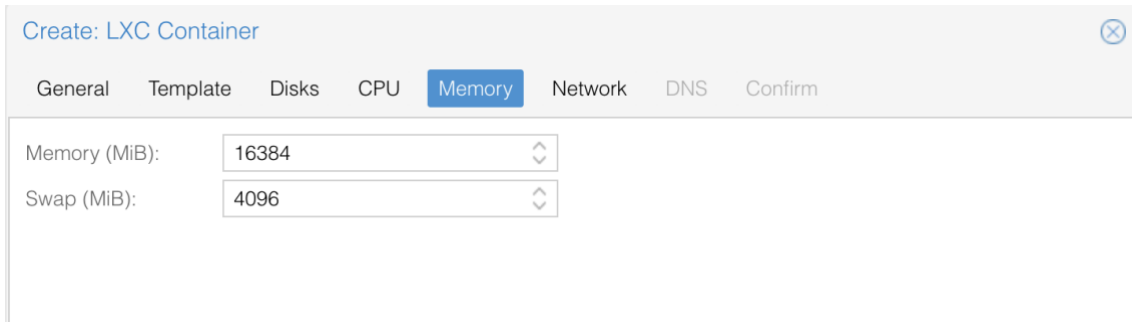 Create: LXC Container
General Template Disks CPU Memory Network DNS Confirm
Memory (MiB): 16384
Swap (MiB): 4096